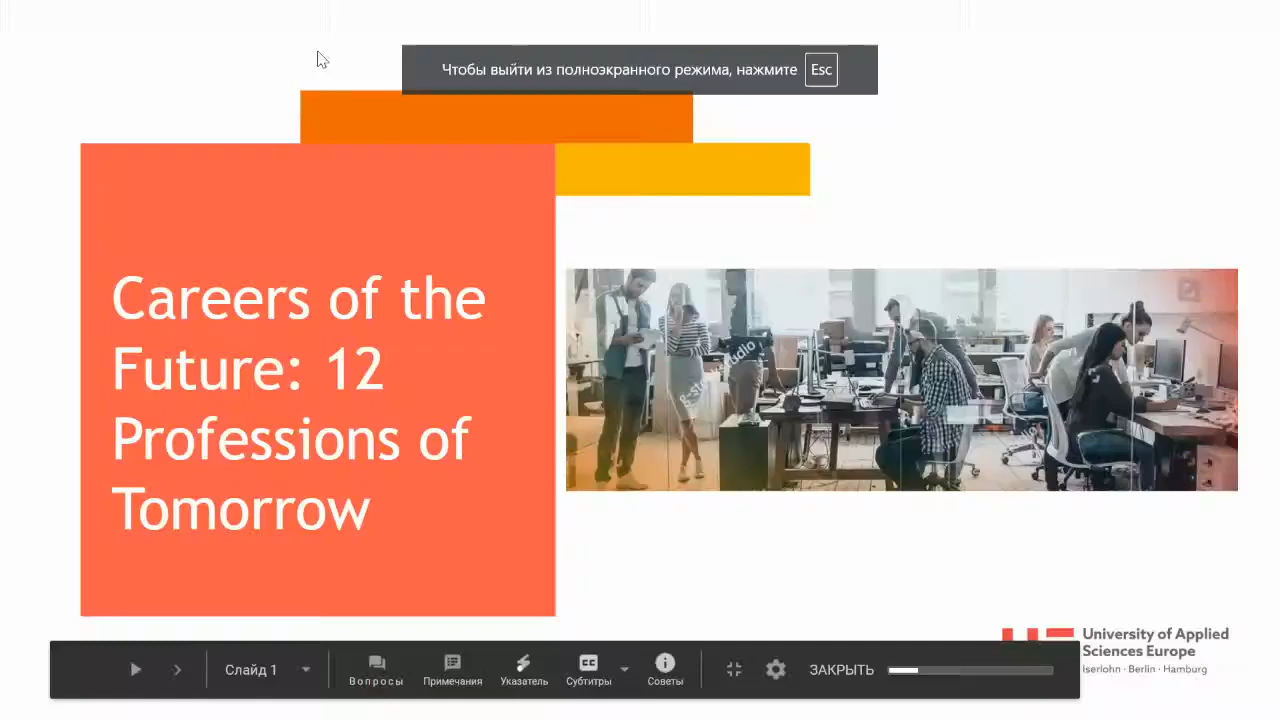 Чтобы выйти из полноэкранного режима, нажмите Esc
Careers of the
Future: 12
Professions of
Tomorrow
University of Applied
Sciences Europe
Iserlohn · Berlin · Hamburg
Слайд 1
Вопросы
Примечания
Указатель
Субтитры
Советы
ЗАКРЫТЬ